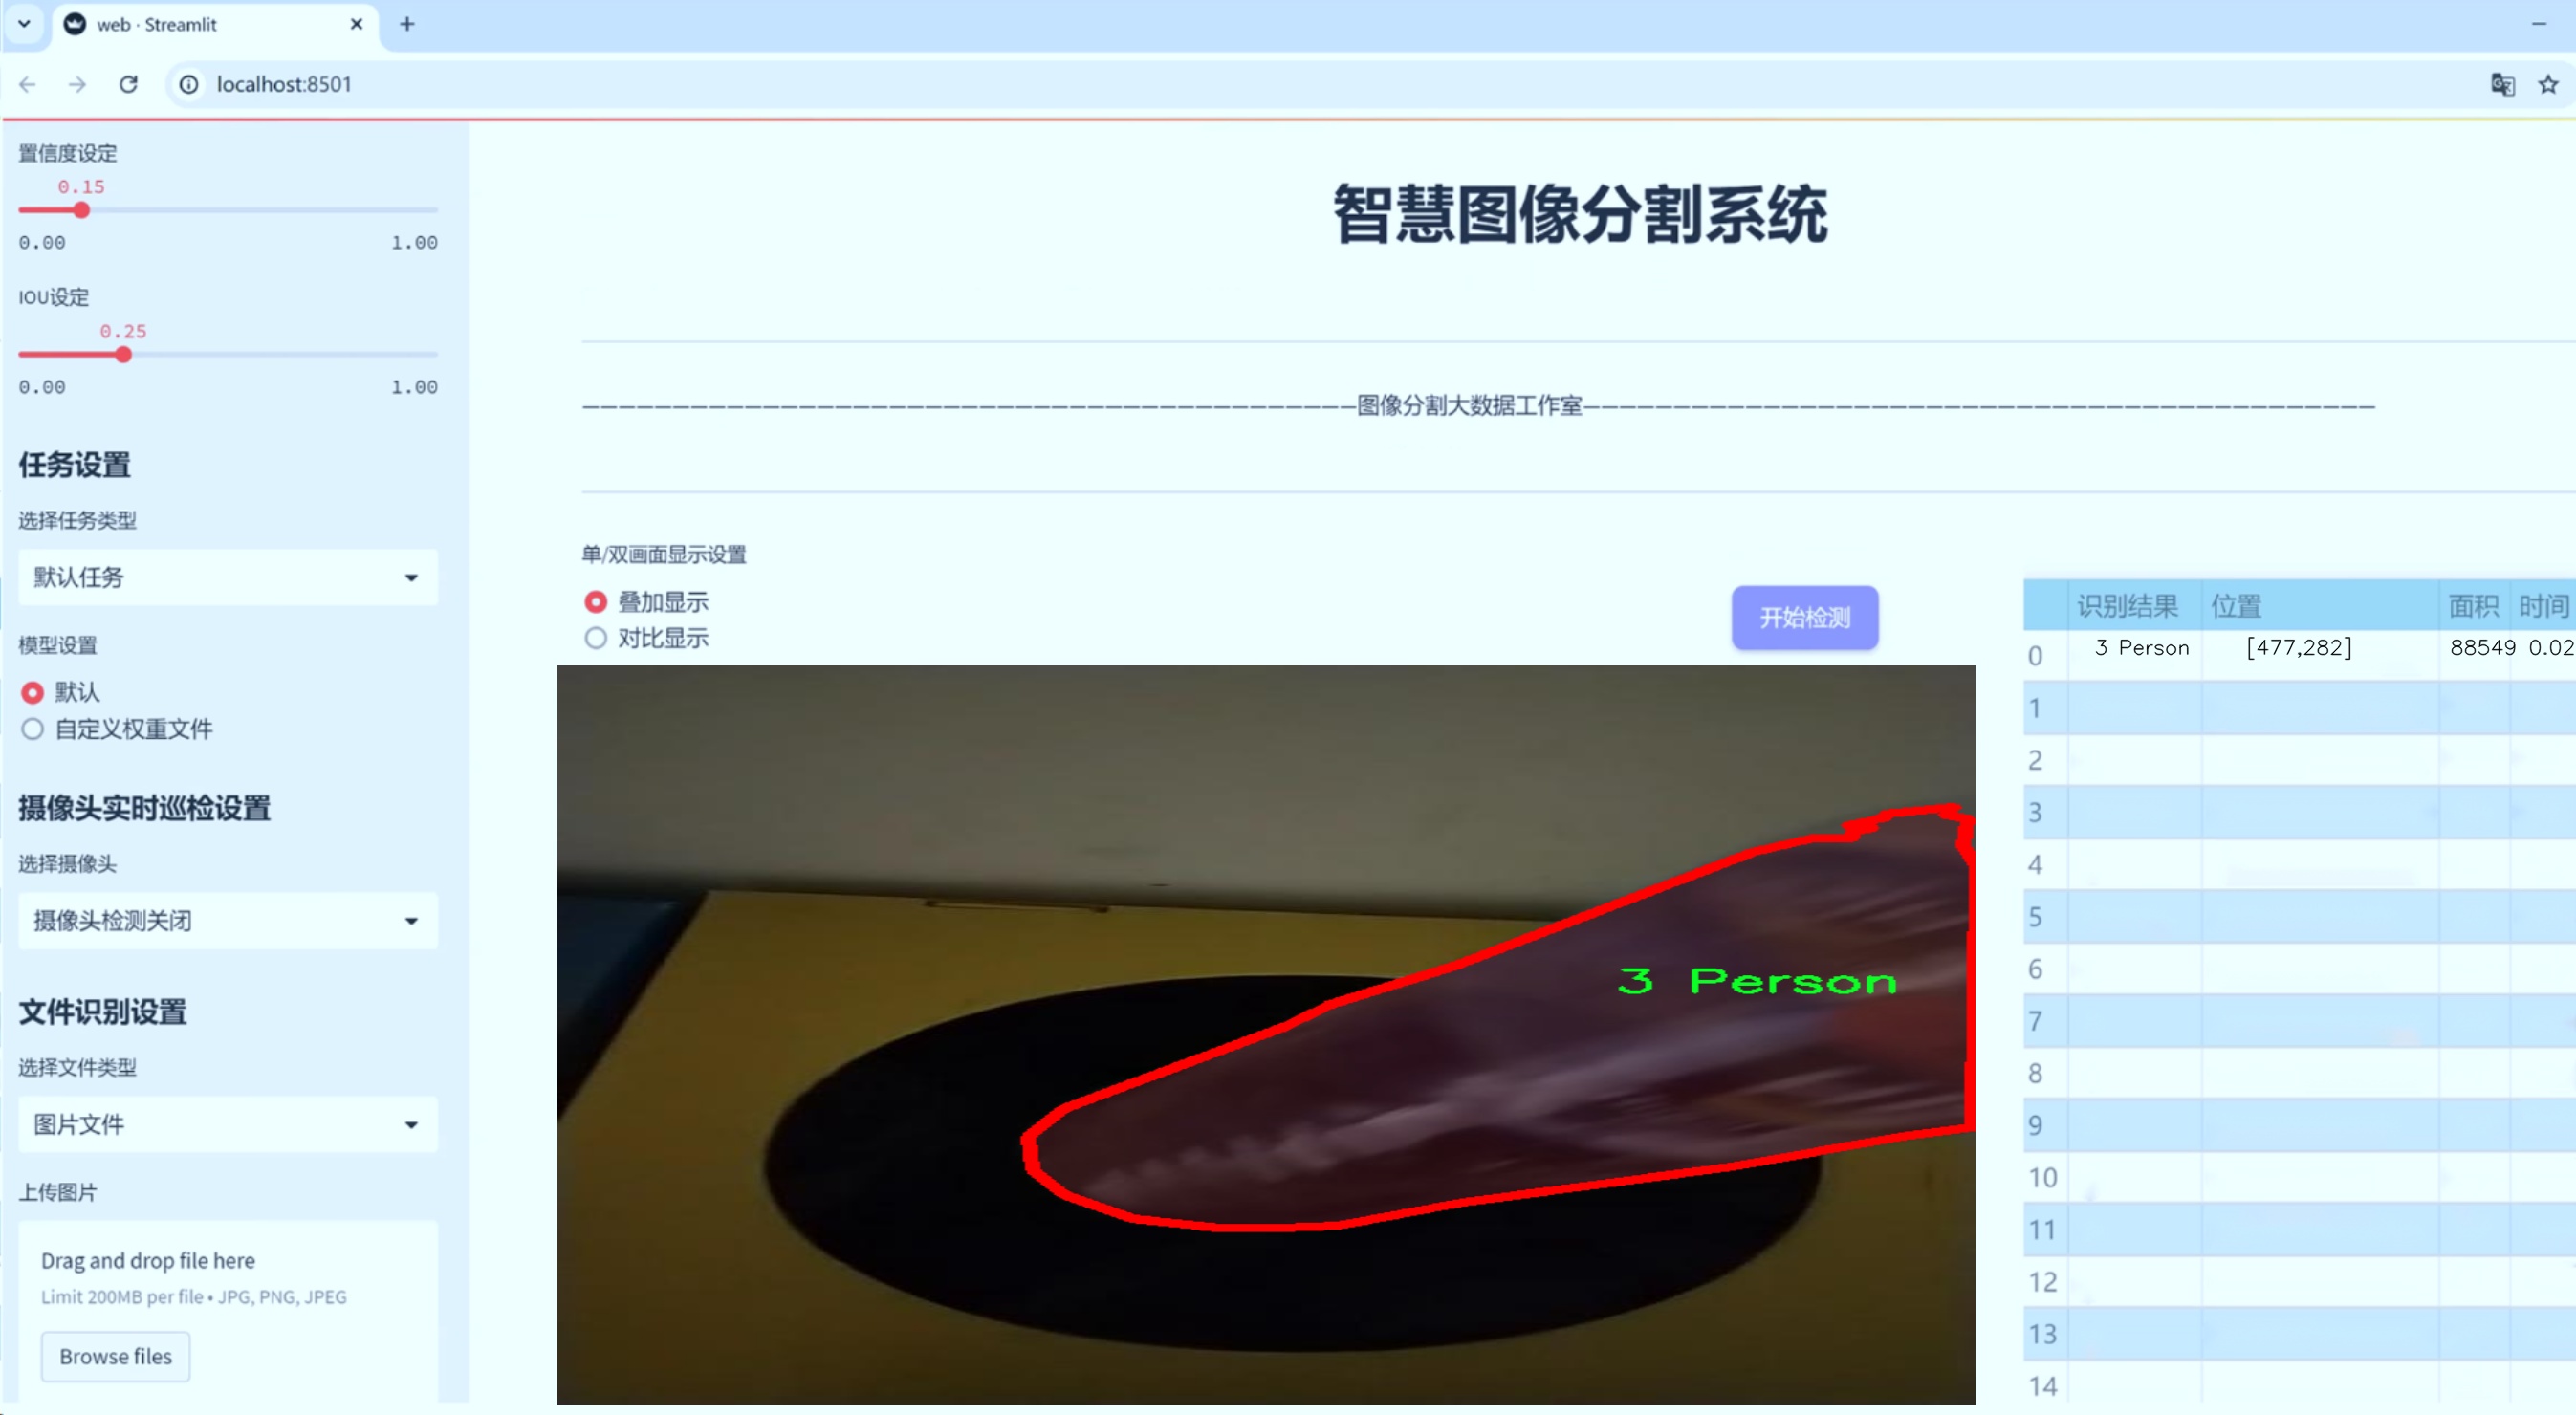 web · Streamlit
localhost:8501
置信度设定
0.15
0.00 1.00
IOU设定
0.25
0.00 1.00
任务设置
选择任务类型
默认任务
模型设置
默认
自定义权重文件
摄像头实时巡检设置
选择摄像头
摄像头检测关闭
文件识别设置
选择文件类型
图片文件
上传图片
Drag and drop file here
Limit 200MB per file • JPG, PNG, JPEG
Browse files
智慧图像分割系统
图像分割大数据工作室
单/双画面显示设置
叠加显示
对比显示
开始检测
3 Person
识别结果 位置 面积 时间
0 3 Person [477,282] 88549 0.02
1
2
3
4
5
6
7
8
9
10
11
12
13
14